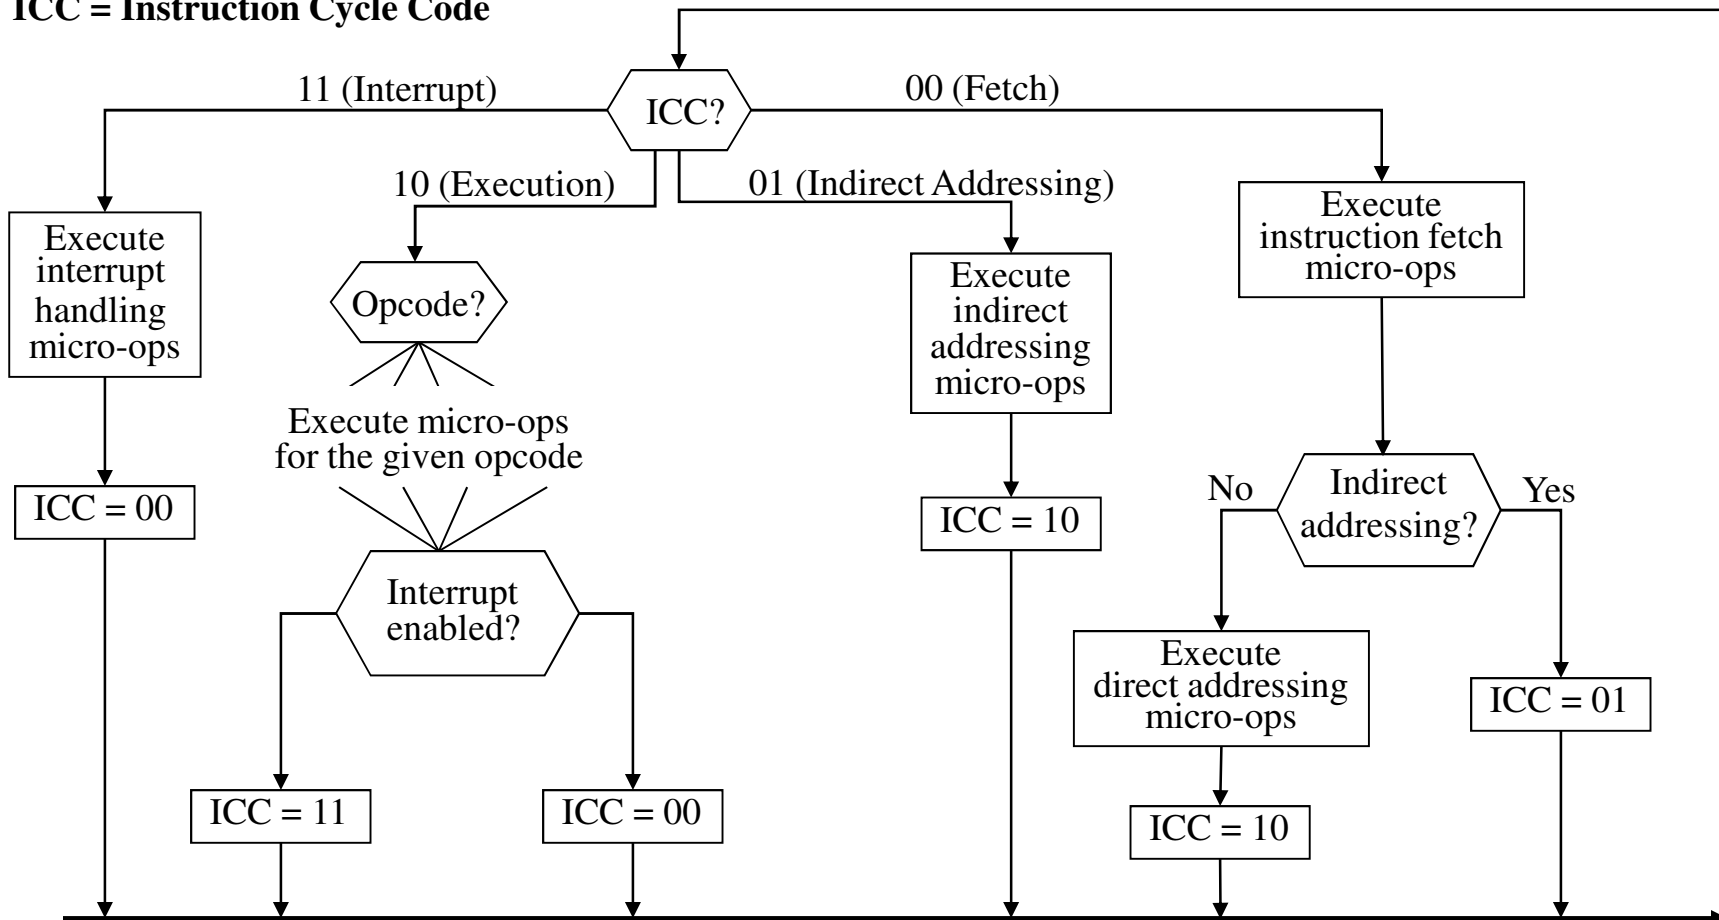 ICC = Instruction Cycle Code
11 (Interrupt)
ICC?
00 (Fetch)
10 (Execution)
01 (Indirect Addressing)
Execute
interrupt
handling
micro-ops
Opcode?
Execute
indirect
addressing
micro-ops
Execute
instruction fetch
micro-ops
Execute micro-ops
for the given opcode
ICC = 00
ICC = 10
No
Indirect
addressing?
Yes
Interrupt
enabled?
Execute
direct addressing
micro-ops
ICC = 01
ICC = 11
ICC = 00
ICC = 10